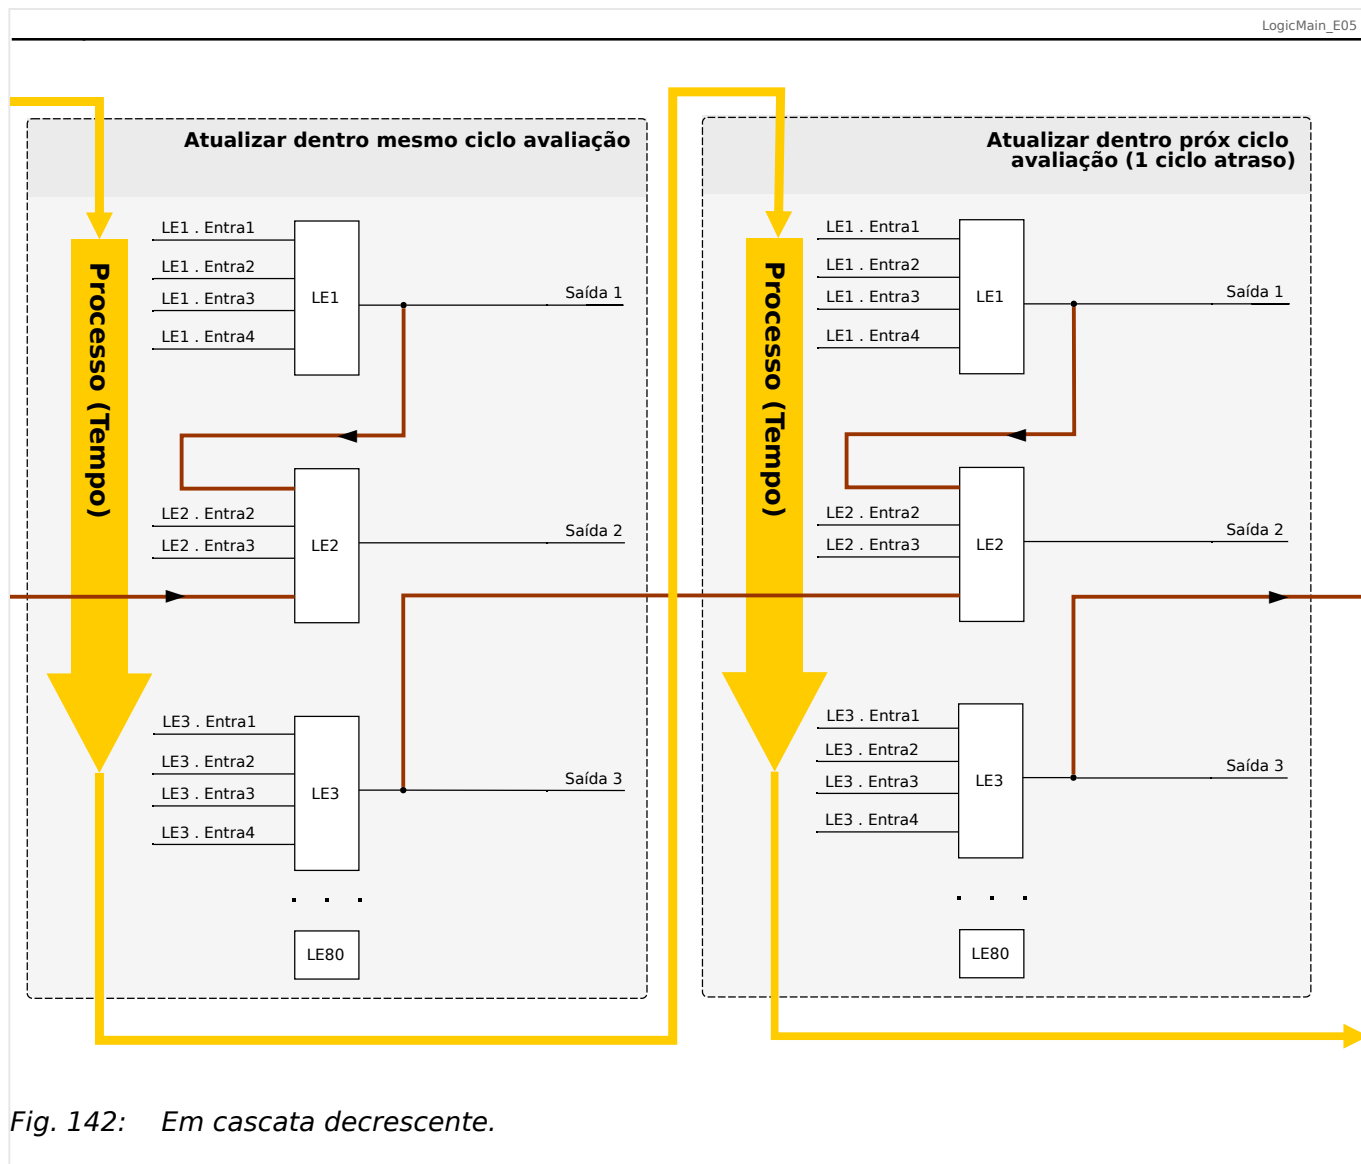 LogicMain_E05
Atualizar dentro mesmo ciclo avaliação
Processo (Tempo)
LE1 . Entra1
LE1 . Entra2
LE1 . Entra3
LE1 . Entra4
LE1
Saída 1
LE2 . Entra2
LE2 . Entra3
LE2
Saída 2
LE3 . Entra1
LE3 . Entra2
LE3 . Entra3
LE3 . Entra4
LE3
Saída 3
. . .
LE80
Atualizar dentro próx ciclo
avaliação (1 ciclo atraso)
Processo (Tempo)
LE1 . Entra1
LE1 . Entra2
LE1 . Entra3
LE1 . Entra4
LE1
Saída 1
LE2 . Entra2
LE2 . Entra3
LE2
Saída 2
LE3 . Entra1
LE3 . Entra2
LE3 . Entra3
LE3 . Entra4
LE3
Saída 3
. . .
LE80
Fig. 142: Em cascata decrescente.